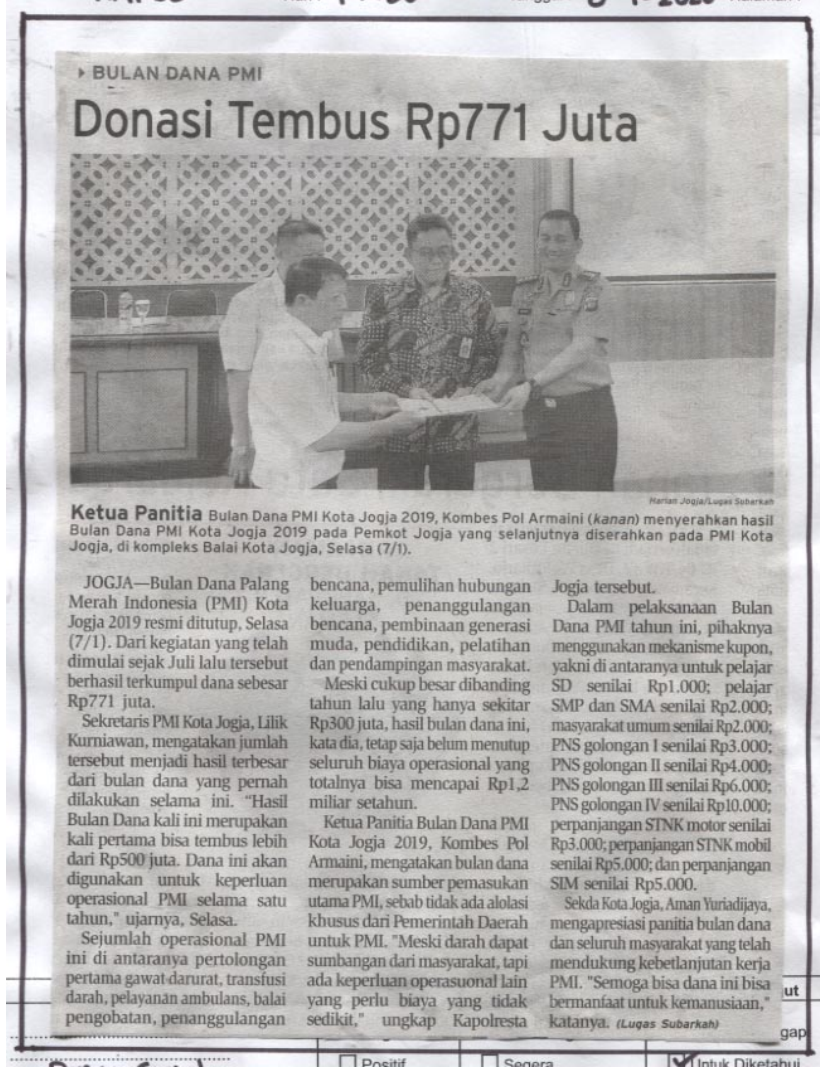 ▸ BULAN DANA PMI
Donasi Tembus Rp771 Juta
Harian Jogja/Lugas Subarkah
Ketua Panitia Bulan Dana PMI Kota Jogja 2019, Kombes Pol Armaini (kanan) menyerahkan hasil
Bulan Dana PMI Kota Jogja 2019 pada Pemkot Jogja yang selanjutnya diserahkan pada PMI Kota
Jogja, di kompleks Balai Kota Jogja, Selasa (7/1).
JOGJA—Bulan Dana Palang
Merah Indonesia (PMI) Kota
Jogja 2019 resmi ditutup, Selasa
(7/1). Dari kegiatan yang telah
dimulai sejak Juli lalu tersebut
berhasil terkumpul dana sebesar
Rp771 juta.
Sekretaris PMI Kota Jogja, Lilik
Kurniawan, mengatakan jumlah
tersebut menjadi hasil terbesar
dari bulan dana yang pernah
dilakukan selama ini. "Hasil
Bulan Dana kali ini merupakan
kali pertama bisa tembus lebih
dari Rp500 juta. Dana ini akan
digunakan untuk keperluan
operasional PMI selama satu
tahun," ujarnya, Selasa.
Sejumlah operasional PMI
ini di antaranya pertolongan
pertama gawat darurat, transfusi
darah, pelayanan ambulans, balai
pengobatan, penanggulangan
bencana, pemulihan hubungan
keluarga, penanggulangan
bencana, pembinaan generasi
muda, pendidikan, pelatihan
dan pendampingan masyarakat.
Meski cukup besar dibanding
tahun lalu yang hanya sekitar
Rp300 juta, hasil bulan dana ini,
kata dia, tetap saja belum menutup
seluruh biaya operasional yang
totalnya bisa mencapai Rp1,2
miliar setahun.
Ketua Panitia Bulan Dana PMI
Kota Jogja 2019, Kombes Pol
Armaini, mengatakan bulan dana
merupakan sumber pemasukan
utama PMI, sebab tidak ada alolasi
khusus dari Pemerintah Daerah
untuk PMI. "Meski darah dapat
sumbangan dari masyarakat, tapi
ada keperluan operasuonal lain
yang perlu biaya yang tidak
sedikit," ungkap Kapolresta
Jogja tersebut.
Dalam pelaksanaan Bulan
Dana PMI tahun ini, pihaknya
menggunakan mekanisme kupon,
yakni di antaranya untuk pelajar
SD senilai Rp1.000; pelajar
SMP dan SMA senilai Rp2.000;
masyarakat umum senilai Rp2.000;
PNS golongan I senilai Rp3.000;
PNS golongan II senilai Rp4.000;
PNS golongan III senilai Rp6.000;
PNS golongan IV senilai Rp10.000;
perpanjangan STNK motor senilai
Rp3.000; perpanjangan STNK mobil
senilai Rp5.000; dan perpanjangan
SIM senilai Rp5.000.
Sekda Kota Jogja, Aman Yuriadijaya,
mengapresiasi panitia bulan dana
dan seluruh masyarakat yang telah
mendukung kebetlanjutan kerja
PMI. "Semoga bisa dana ini bisa
bermanfaat untuk kemanusiaan,"
katanya. (Lugas Subarkah)
ut
gap
Positif
Segera
Untuk Diketahui